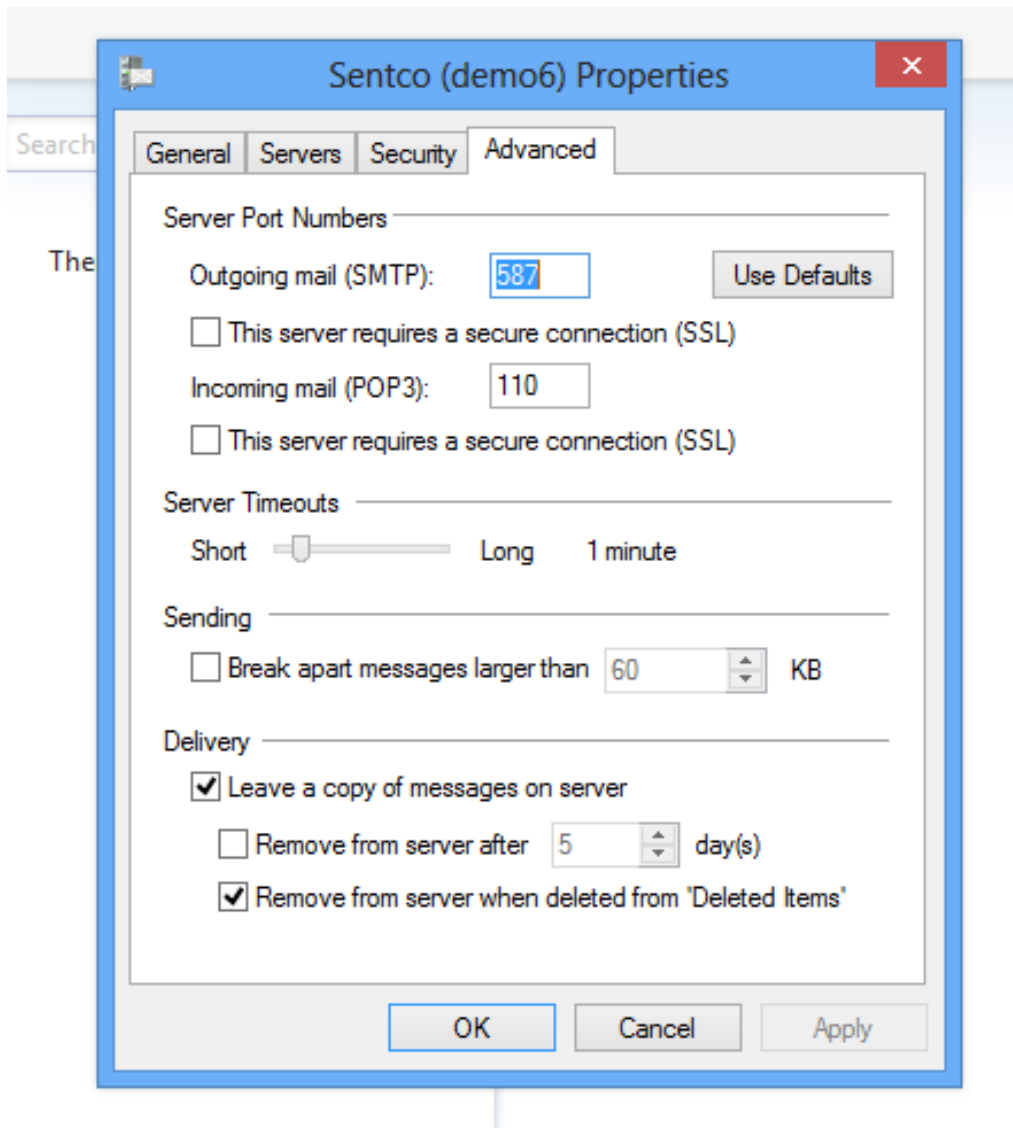 Sentco (demo6) Properties
Search
General Servers Security Advanced
Server Port Numbers
The
Outgoing mail (SMTP): 587 Use Defaults
This server requires a secure connection (SSL)
Incoming mail (POP3): 110
This server requires a secure connection (SSL)
Server Timeouts
Short Long 1 minute
Sending
Break apart messages larger than 60 KB
Delivery
Leave a copy of messages on server
Remove from server after 5 day(s)
Remove from server when deleted from 'Deleted Items'
OK Cancel Apply